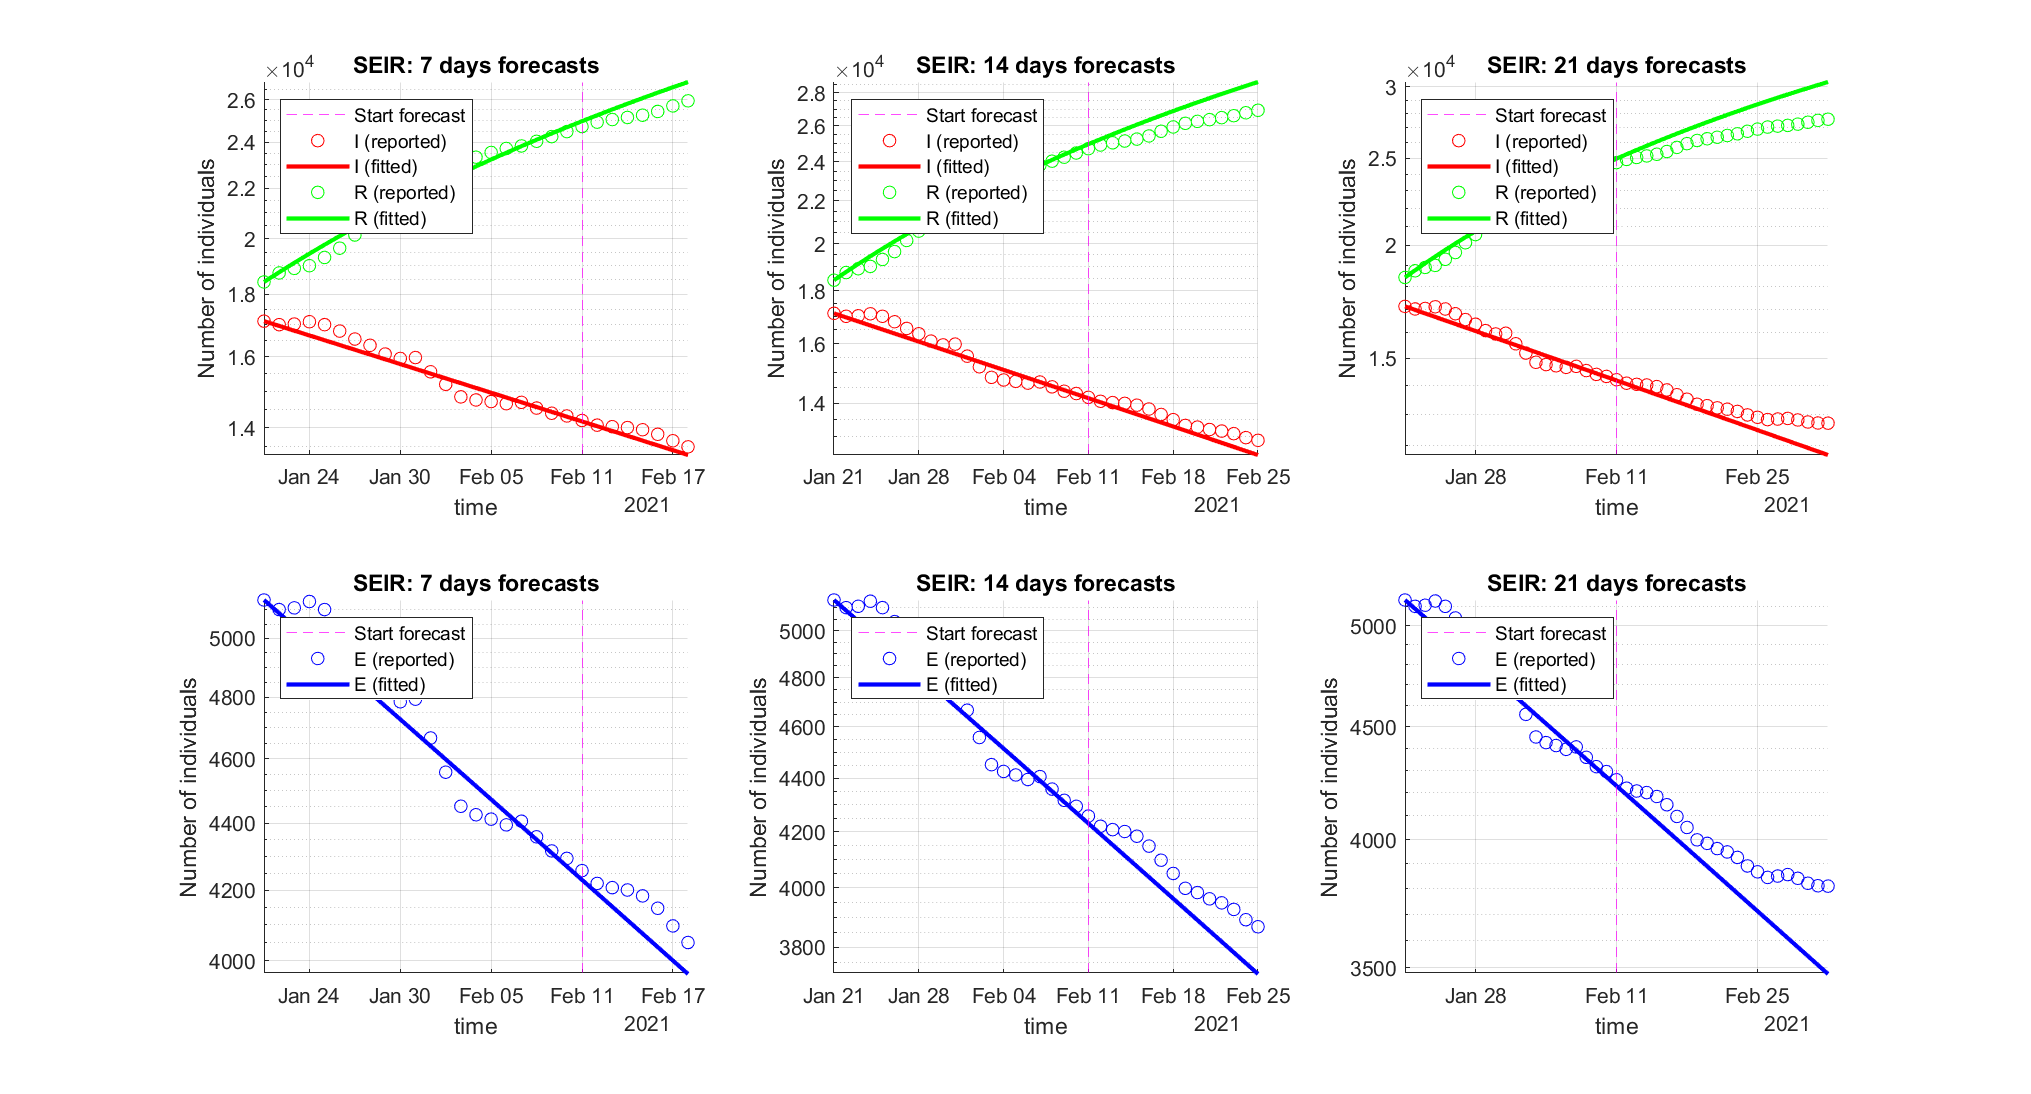 SEIR: 7 days forecasts
×10⁴
2.6
2.4
2.2
2
1.8
1.6
1.4
Number of individuals
Start forecast
I (reported)
I (fitted)
R (reported)
R (fitted)
Jan 24 Jan 30 Feb 05 Feb 11 Feb 17
time
2021
SEIR: 14 days forecasts
×10⁴
2.8
2.6
2.4
2.2
2
1.8
1.6
1.4
Number of individuals
Start forecast
I (reported)
I (fitted)
R (reported)
R (fitted)
Jan 21 Jan 28 Feb 04 Feb 11 Feb 18 Feb 25
time
2021
SEIR: 21 days forecasts
×10⁴
3
2.5
2
1.5
Number of individuals
Start forecast
I (reported)
I (fitted)
R (reported)
R (fitted)
Jan 28 Feb 11 Feb 25
time
2021
SEIR: 7 days forecasts
5000
4800
4600
4400
4200
4000
Number of individuals
Start forecast
E (reported)
E (fitted)
Jan 24 Jan 30 Feb 05 Feb 11 Feb 17
time
2021
SEIR: 14 days forecasts
5000
4800
4600
4400
4200
4000
3800
Number of individuals
Start forecast
E (reported)
E (fitted)
Jan 21 Jan 28 Feb 04 Feb 11 Feb 18 Feb 25
time
2021
SEIR: 21 days forecasts
5000
4500
4000
3500
Number of individuals
Start forecast
E (reported)
E (fitted)
Jan 28 Feb 11 Feb 25
time
2021